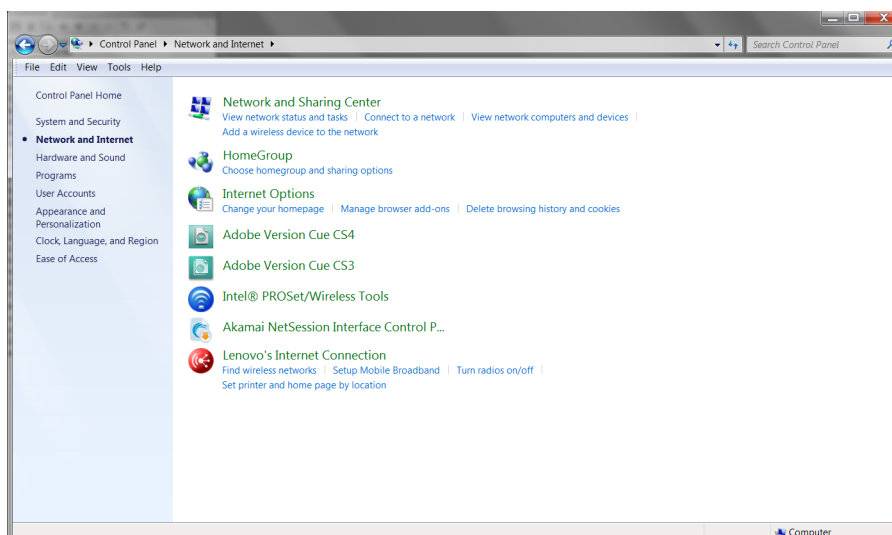 Control Panel ▸ Network and Internet ▸
Search Control Panel
File Edit View Tools Help
Control Panel Home
System and Security
Network and Internet
Hardware and Sound
Programs
User Accounts
Appearance and
Personalization
Clock, Language, and Region
Ease of Access
Network and Sharing Center
View network status and tasks | Connect to a network | View network computers and devices |
Add a wireless device to the network
HomeGroup
Choose homegroup and sharing options
Internet Options
Change your homepage | Manage browser add-ons | Delete browsing history and cookies
Adobe Version Cue CS4
Adobe Version Cue CS3
Intel® PROSet/Wireless Tools
Akamai NetSession Interface Control P...
Lenovo's Internet Connection
Find wireless networks | Setup Mobile Broadband | Turn radios on/off |
Set printer and home page by location
Computer